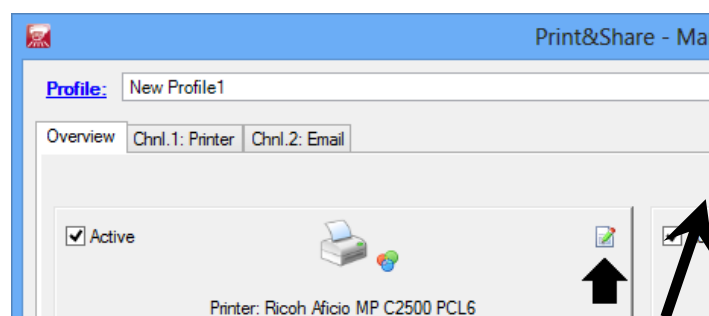 Print&Share - Ma
Profile: New Profile1
Overview Chnl.1: Printer Chnl.2: Email
Active
Printer: Ricoh Aficio MP C2500 PCL6